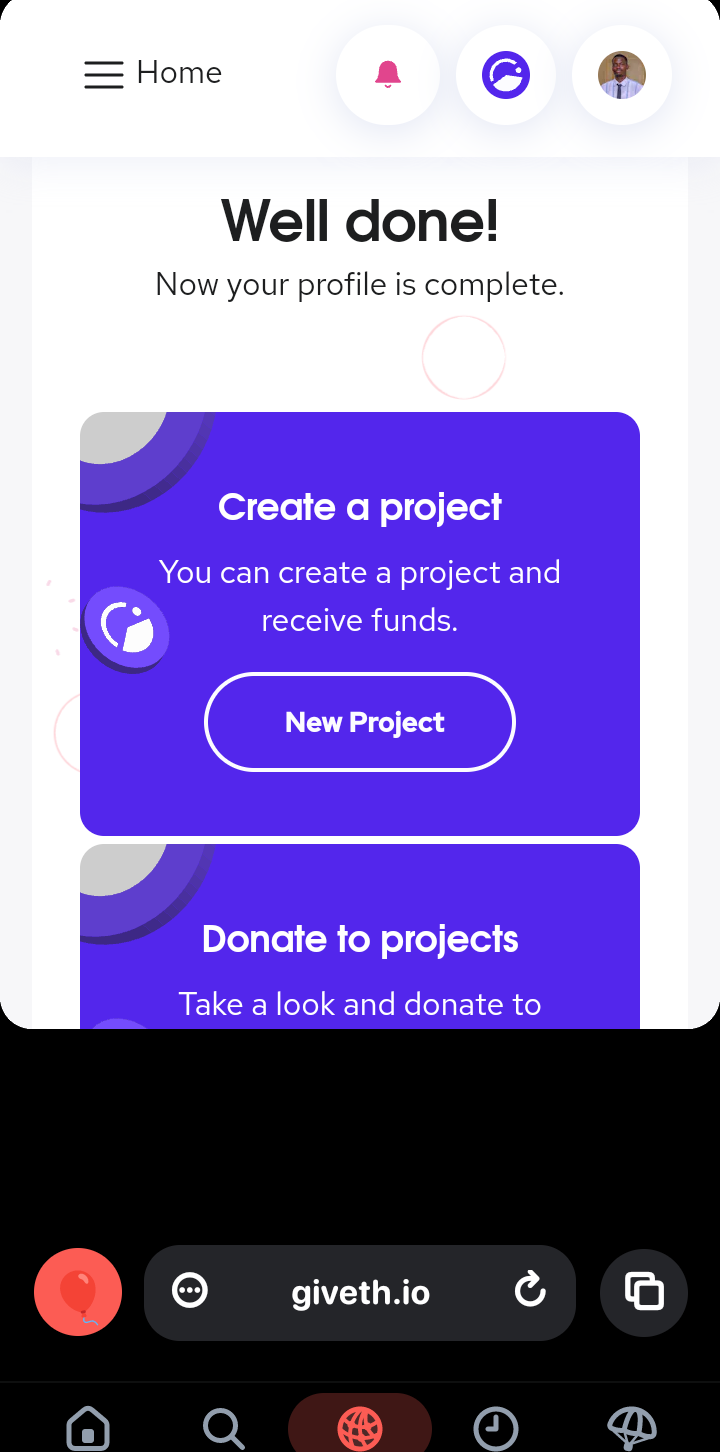 Home
Well done!
Now your profile is complete.
Create a project
You can create a project and
receive funds.
New Project
Donate to projects
Take a look and donate to
giveth.io